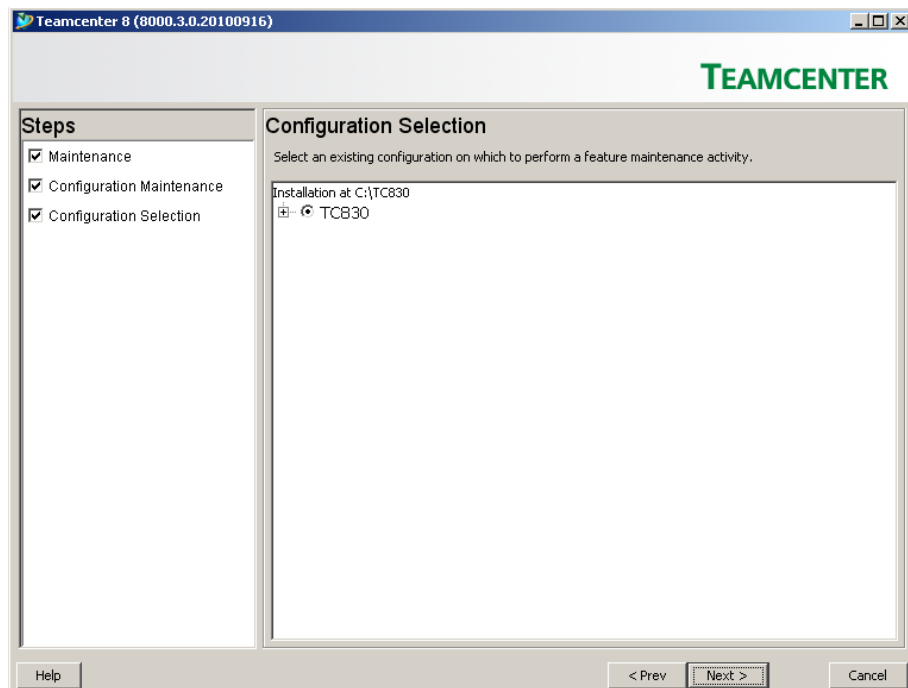 Teamcenter 8 (8000.3.0.20100916)
TEAMCENTER
Steps
Maintenance
Configuration Maintenance
Configuration Selection
Configuration Selection
Select an existing configuration on which to perform a feature maintenance activity.
Installation at C:\TC830
TC830
Help
< Prev
Next >
Cancel